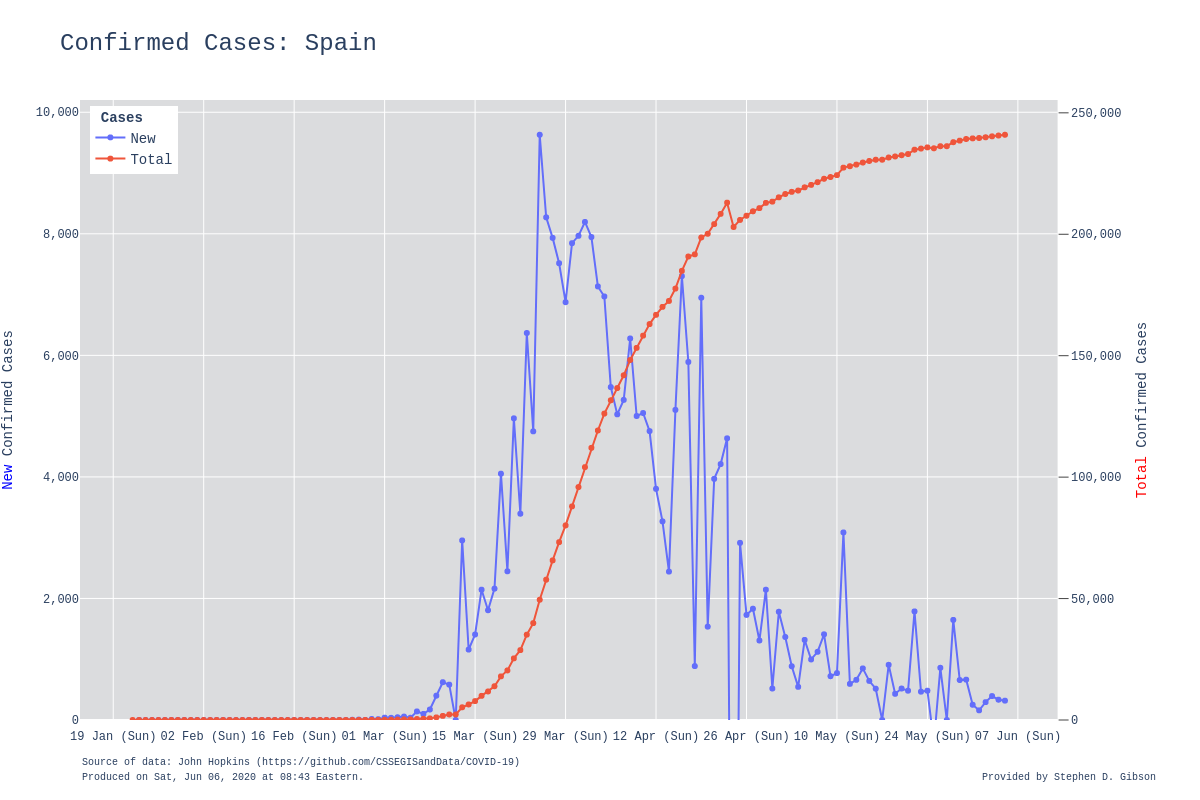 Confirmed Cases: Spain
Cases
New
Total
10,000
8,000
6,000
4,000
2,000
0
250,000
200,000
150,000
100,000
50,000
0
New Confirmed Cases
Total Confirmed Cases
19 Jan (Sun) 02 Feb (Sun) 16 Feb (Sun) 01 Mar (Sun) 15 Mar (Sun) 29 Mar (Sun) 12 Apr (Sun) 26 Apr (Sun) 10 May (Sun) 24 May (Sun) 07 Jun (Sun)
Source of data: John Hopkins (https://github.com/CSSEGISandData/COVID-19)
Produced on Sat, Jun 06, 2020 at 08:43 Eastern.
Provided by Stephen D. Gibson